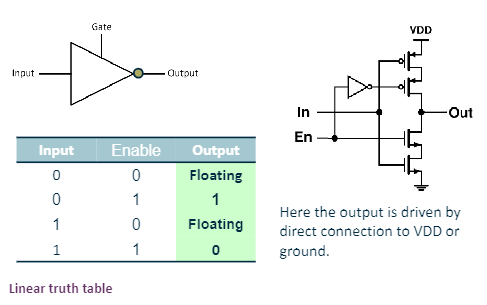 Gate
Input
Output
VDD
In
En
Out
Input Enable Output
0 0 Floating
0 1 1
1 0 Floating
1 1 0
Here the output is driven by
direct connection to VDD or
ground.
Linear truth table